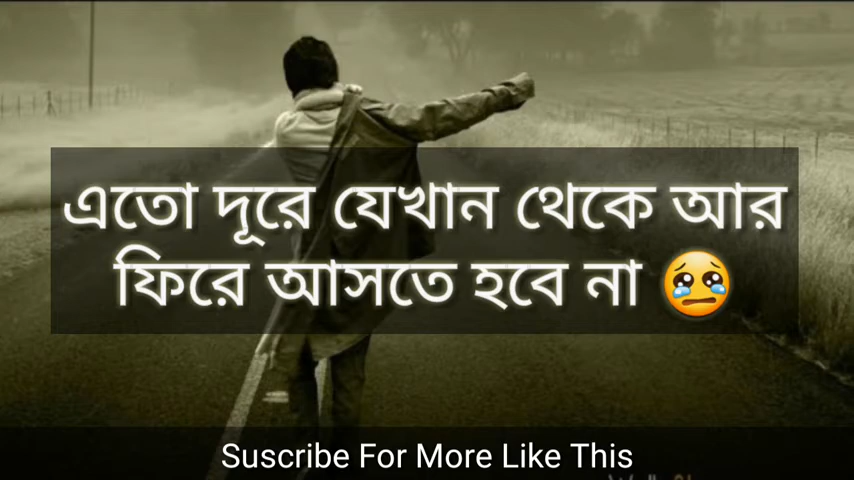 এতো দূরে যেখান থেকে আর
ফিরে আসতে হবে না 😢
Suscribe For More Like This